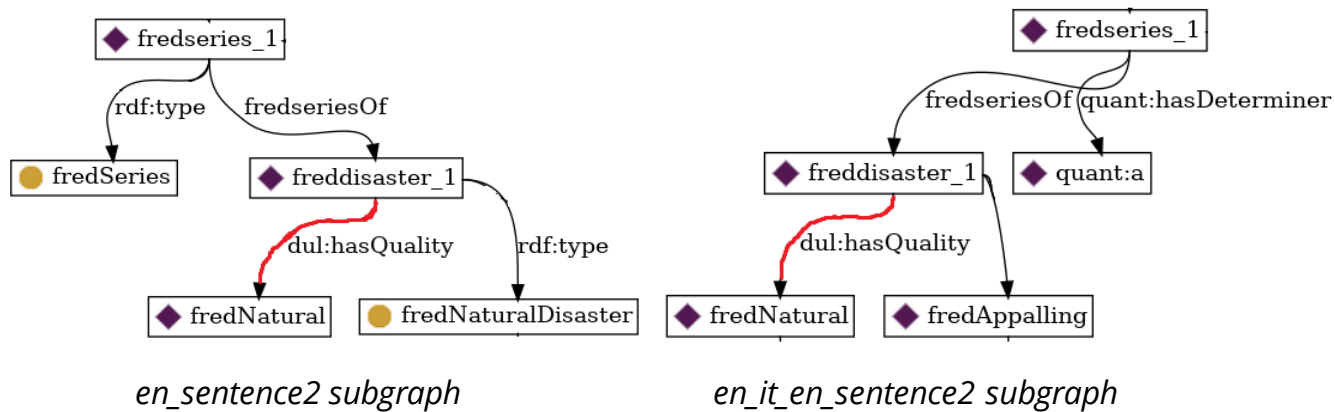 fredseries_1
rdf:type
fredseriesOf
fredSeries
freddisaster_1
dul:hasQuality
rdf:type
fredNatural
fredNaturalDisaster
en_sentence2 subgraph
fredseries_1
fredseriesOf
quant:hasDeterminer
freddisaster_1
quant:a
dul:hasQuality
fredNatural
fredAppalling
en_it_en_sentence2 subgraph